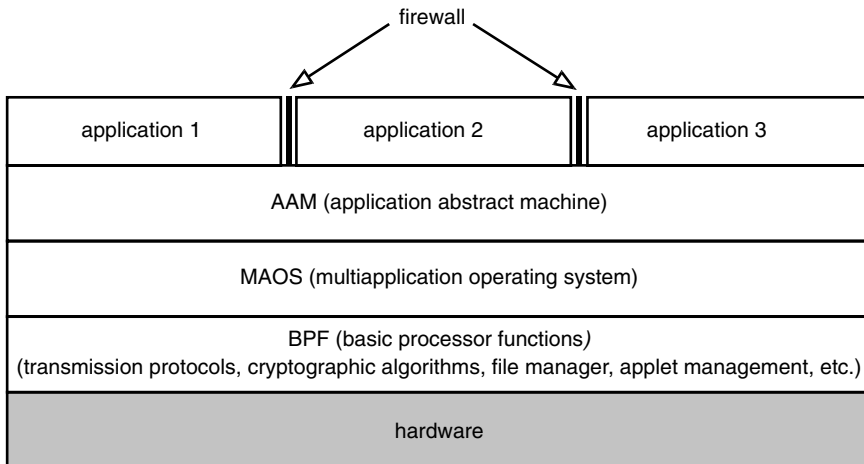 firewall
application 1
application 2
application 3
AAM (application abstract machine)
MAOS (multiapplication operating system)
BPF (basic processor functions)
(transmission protocols, cryptographic algorithms, file manager, applet management, etc.)
hardware